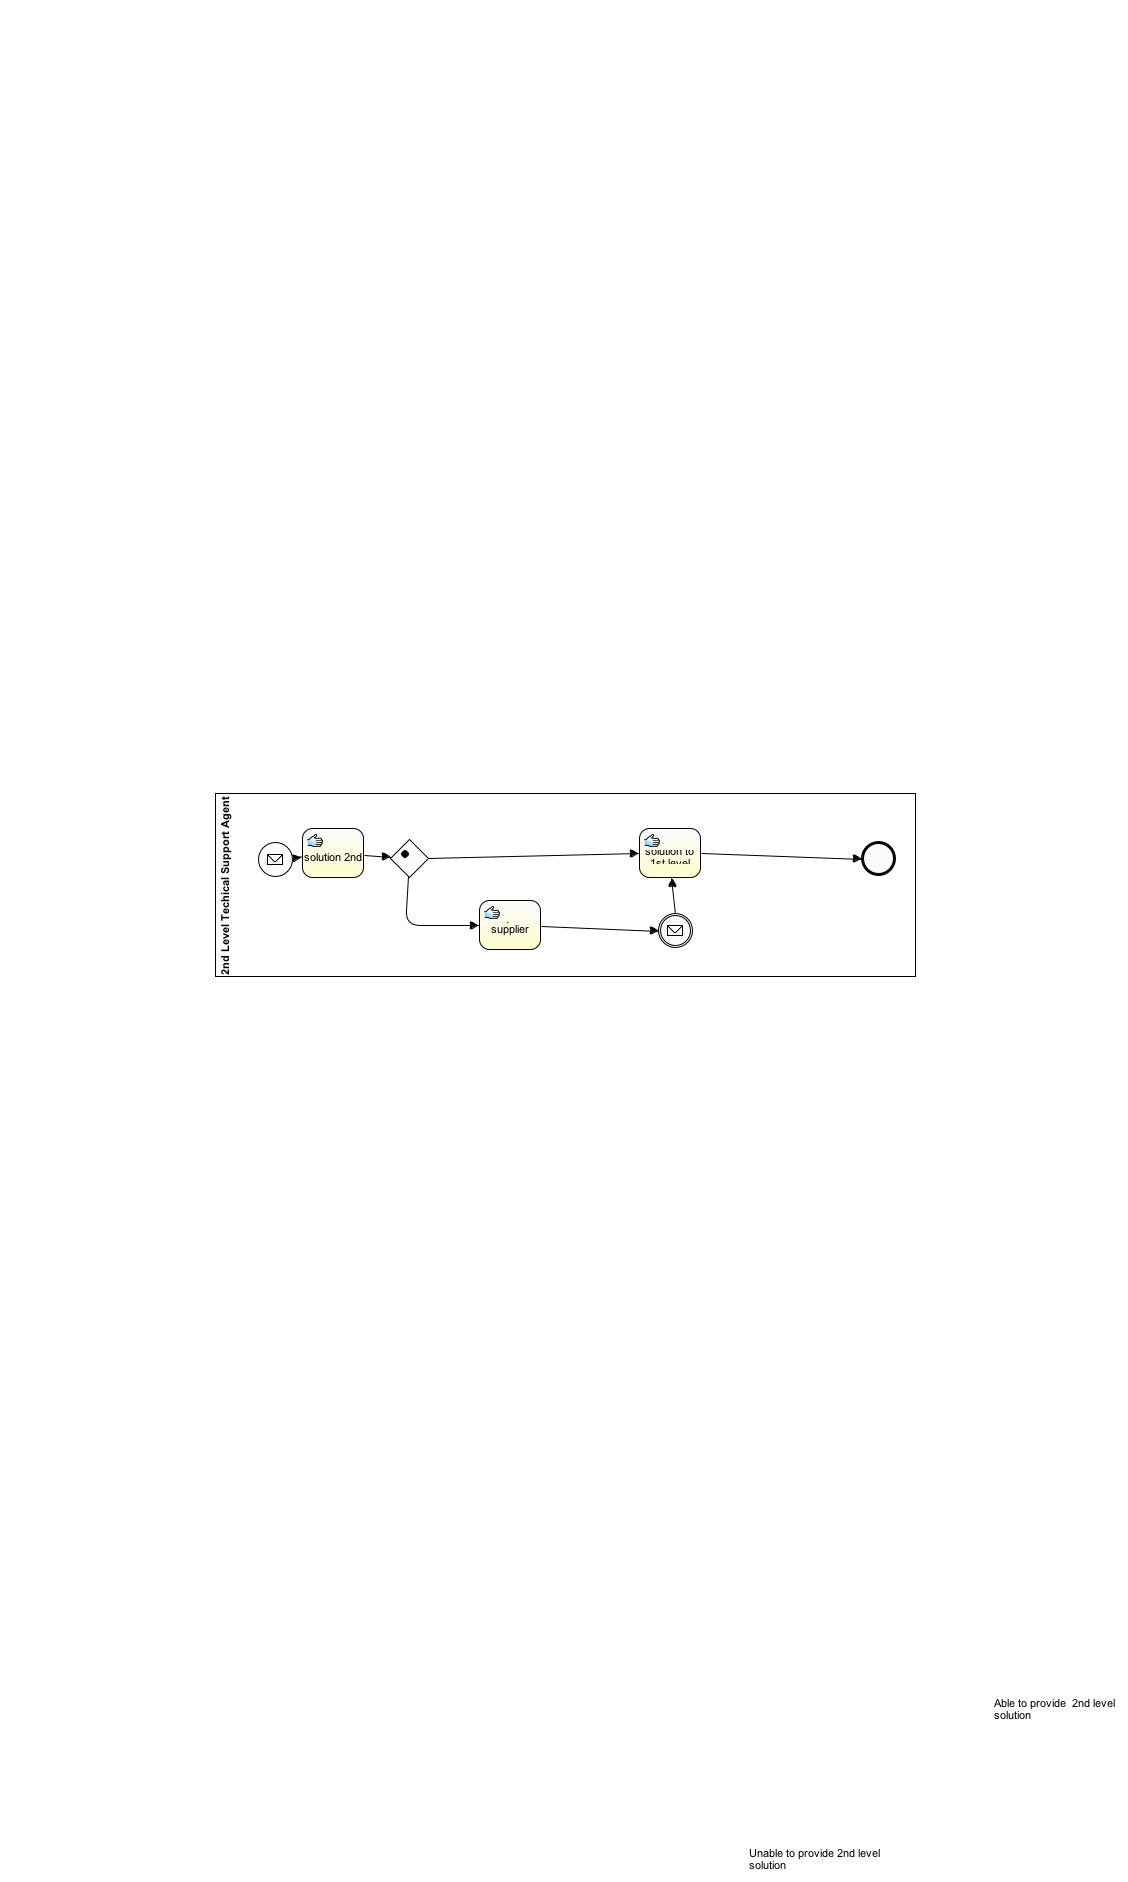 2nd Level Techical Support Agent
solution 2nd
solution to
1st level
supplier
Able to provide  2nd level
solution
Unable to provide 2nd level
solution